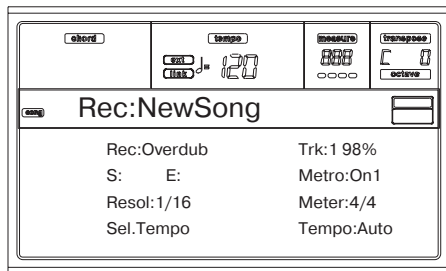 chord tempo measure transpose
ext ♩= 120 888 C 0
link octave
song Rec:NewSong
Rec:Overdub Trk:1 98%
S: E: Metro:On1
Resol:1/16 Meter:4/4
Sel.Tempo Tempo:Auto